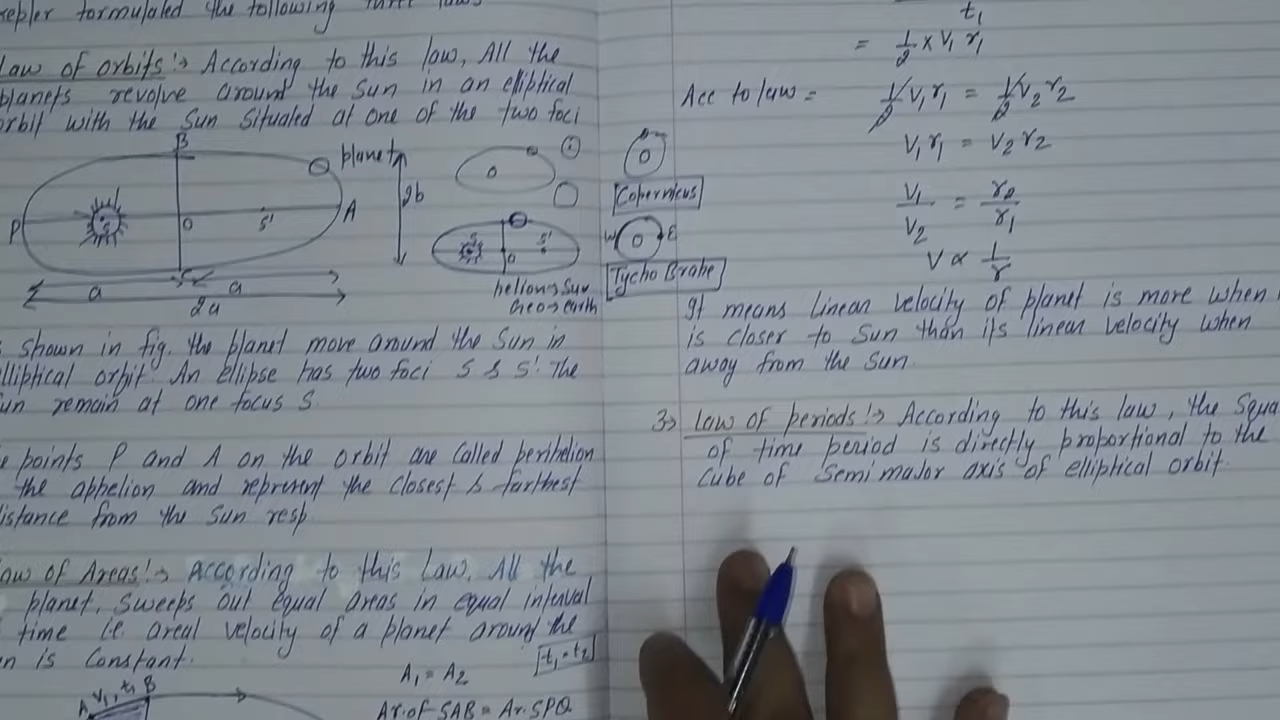 Kepler formulated the following three laws
Law of orbits :→ According to this law, All the
planets revolve around the Sun in an elliptical
orbit with the Sun situated at one of the two foci
B
planet
P
S
O
S'
A
2b
a
a
2a
S
S'
O
helio→Sun
Geo→earth
Copernicus
W
E
Tycho Brahe
shown in fig. the planet move around the Sun in
elliptical orbit. An ellipse has two foci S & S'. The
Sun remain at one focus S
points P and A on the orbit are called perihelion
the aphelion and represent the closest & farthest
distance from the Sun resp.
Law of Areas :→ According to this Law, All the
planet, Sweeps out equal areas in equal interval
time i.e. areal velocity of a planet around the
is Constant.
t₁ = t₂
A₁ = A₂
A V₁, t₁ B
Ar. of SAB = Ar. SPQ
t₁
= 1/2 × V₁ r₁
Acc to law = 1/2 V₁ r₁ = 1/2 V₂ r₂
V₁ r₁ = V₂ r₂
V₁/V₂ = r₂/r₁
V ∝ 1/r
It means linear velocity of planet is more when
is closer to Sun than its linear velocity when
away from the Sun.
3→ Law of periods :→ According to this law, the Squa
of time period is directly proportional to the
Cube of Semi major axis of elliptical orbit.